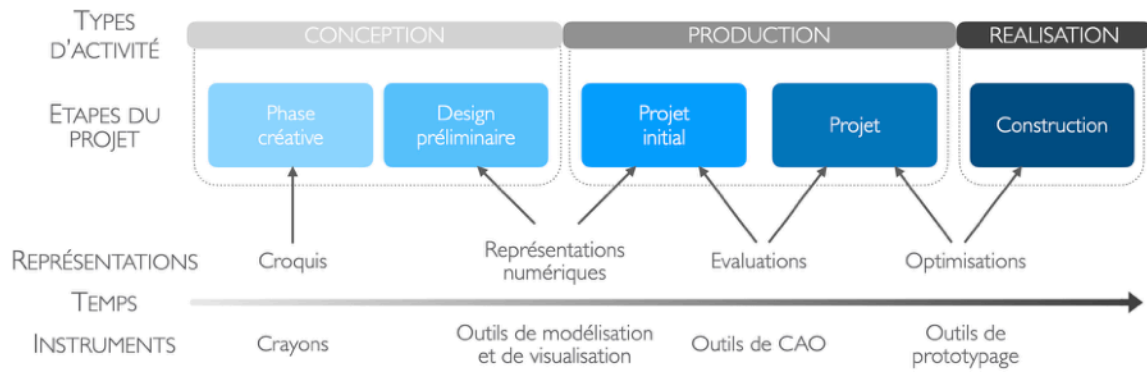 TYPES
D'ACTIVITÉ
CONCEPTION
PRODUCTION
REALISATION
ETAPES DU
PROJET
Phase
créative
Design
préliminaire
Projet
initial
Projet
Construction
REPRÉSENTATIONS
Croquis
Représentations
numériques
Evaluations
Optimisations
TEMPS
INSTRUMENTS
Crayons
Outils de modélisation
et de visualisation
Outils de CAO
Outils de
prototypage